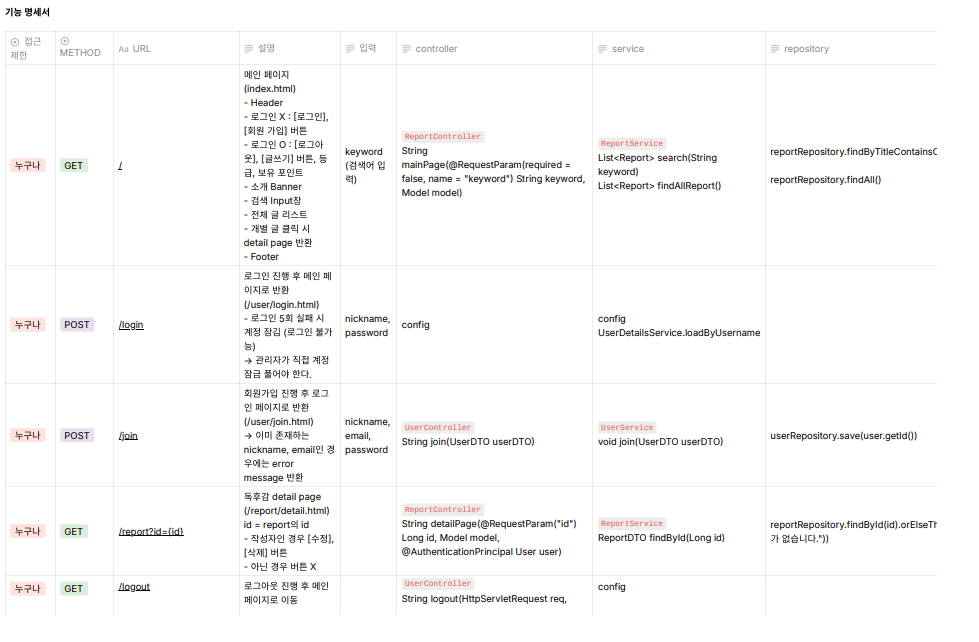 기능 명세서
접근 제한
METHOD
Aa URL
설명
입력
controller
service
repository
누구나
GET
/
메인 페이지
(index.html)
- Header
- 로그인 X : [로그인],
[회원 가입] 버튼
- 로그인 O : [로그아
웃], [글쓰기] 버튼, 등
급, 보유 포인트
- 소개 Banner
- 검색 Input창
- 전체 글 리스트
- 개별 글 클릭 시
detail page 반환
- Footer
keyword
(검색어 입
력)
ReportController
String
mainPage(@RequestParam(required =
false, name = "keyword") String keyword,
Model model)
ReportService
List<Report> search(String
keyword)
List<Report> findAllReport()
reportRepository.findByTitleContainsO
reportRepository.findAll()
누구나
POST
/login
로그인 진행 후 메인 페
이지로 반환
(/user/login.html)
- 로그인 5회 실패 시
계정 잠김 (로그인 불가
능)
→ 관리자가 직접 계정
잠금 풀어야 한다.
nickname,
password
config
config
UserDetailsService.loadByUsername
누구나
POST
/join
회원가입 진행 후 로그
인 페이지로 반환
(/user/join.html)
→ 이미 존재하는
nickname, email인 경
우에는 error
message 반환
nickname,
email,
password
UserController
String join(UserDTO userDTO)
UserService
void join(UserDTO userDTO)
userRepository.save(user.getId())
누구나
GET
/report?id={id}
독후감 detail page
(/report/detail.html)
id = report의 id
- 작성자인 경우 [수정],
[삭제] 버튼
- 아닌 경우 버튼 X
ReportController
String detailPage(@RequestParam("id")
Long id, Model model,
@AuthenticationPrincipal User user)
ReportService
ReportDTO findById(Long id)
reportRepository.findById(id).orElseTh
가 없습니다."))
누구나
GET
/logout
로그아웃 진행 후 메인
페이지로 이동
UserController
String logout(HttpServletRequest req,
config